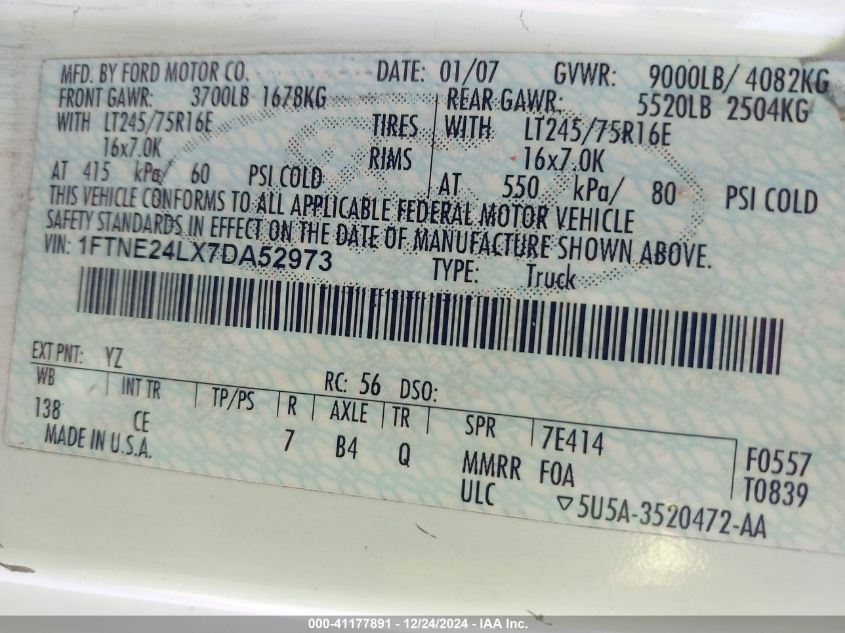 MFD. BY FORD MOTOR CO. DATE: 01/07 GVWR: 9000LB/ 4082KG
FRONT GAWR: 3700LB 1678KG REAR GAWR: 5520LB 2504KG
WITH LT245/75R16E TIRES WITH LT245/75R16E
16x7.0K RIMS 16x7.0K
AT 415 kPa/ 60 PSI COLD AT 550 kPa/ 80 PSI COLD
THIS VEHICLE CONFORMS TO ALL APPLICABLE FEDERAL MOTOR VEHICLE
SAFETY STANDARDS IN EFFECT ON THE DATE OF MANUFACTURE SHOWN ABOVE.
VIN: 1FTNE24LX7DA52973 TYPE: Truck
EXT PNT: YZ RC: 56 DSO:
WB INT TR TP/PS R AXLE TR SPR 7E414 F0557
138 CE 7 B4 Q MMRR F0A T0839
MADE IN U.S.A. ULC ▽5U5A-3520472-AA
000-41177891 - 12/24/2024 - IAA Inc.